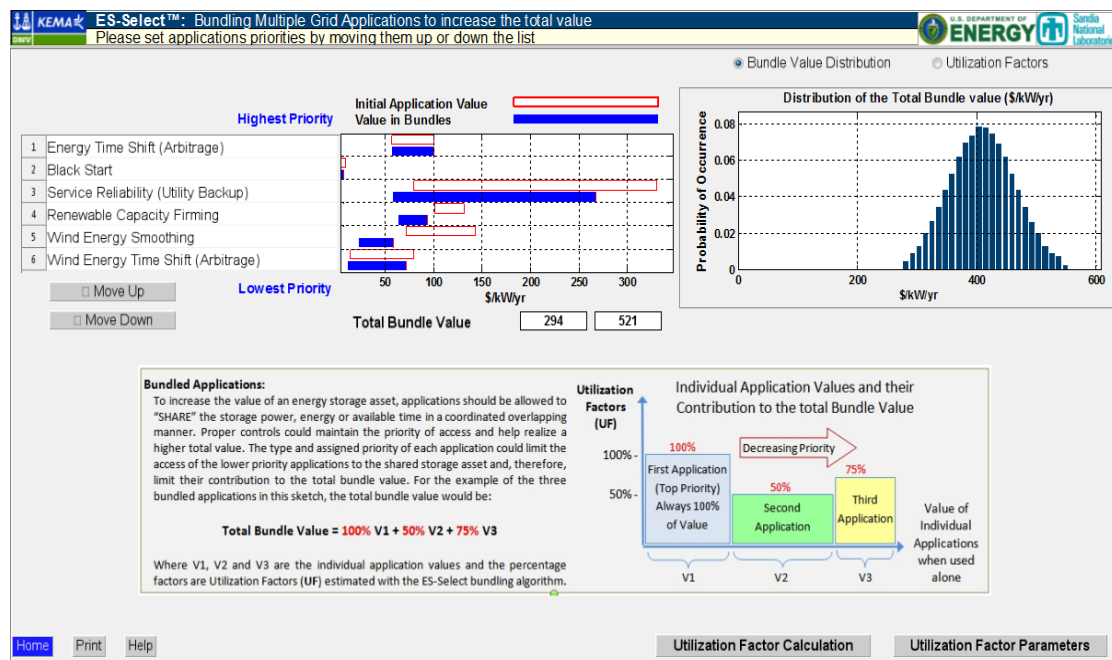 KEMA
DNV
ES-Select™: Bundling Multiple Grid Applications to increase the total value
Please set applications priorities by moving them up or down the list
U.S. DEPARTMENT OF
ENERGY
Sandia
National
Laboratorie
Bundle Value Distribution
Utilization Factors
Initial Application Value
Value in Bundles
Highest Priority
1 Energy Time Shift (Arbitrage)
2 Black Start
3 Service Reliability (Utility Backup)
4 Renewable Capacity Firming
5 Wind Energy Smoothing
6 Wind Energy Time Shift (Arbitrage)
50 100 150 200 250 300
$/kW/yr
Move Up
Move Down
Lowest Priority
Total Bundle Value 294 521
Distribution of the Total Bundle value ($/kW/yr)
Probability of Occurrence
0.08
0.06
0.04
0.02
0
0 200 400 600
$/kW/yr
Bundled Applications:
To increase the value of an energy storage asset, applications should be allowed to
“SHARE” the storage power, energy or available time in a coordinated overlapping
manner. Proper controls could maintain the priority of access and help realize a
higher total value. The type and assigned priority of each application could limit the
access of the lower priority applications to the shared storage asset and, therefore,
limit their contribution to the total bundle value. For the example of the three
bundled applications in this sketch, the total bundle value would be:
Total Bundle Value = 100% V1 + 50% V2 + 75% V3
Where V1, V2 and V3 are the individual application values and the percentage
factors are Utilization Factors (UF) estimated with the ES-Select bundling algorithm.
Utilization
Factors
(UF)
Individual Application Values and their
Contribution to the total Bundle Value
100% -
50% -
100%
First Application
(Top Priority)
Always 100%
of Value
Decreasing Priority
50%
Second
Application
75%
Third
Application
Value of
Individual
Applications
when used
alone
V1 V2 V3
Home
Print
Help
Utilization Factor Calculation
Utilization Factor Parameters